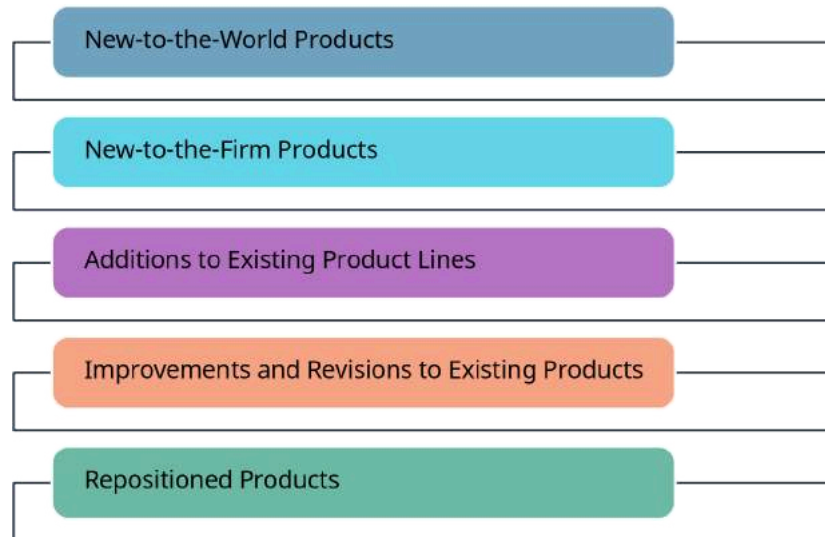 New-to-the-World Products
New-to-the-Firm Products
Additions to Existing Product Lines
Improvements and Revisions to Existing Products
Repositioned Products